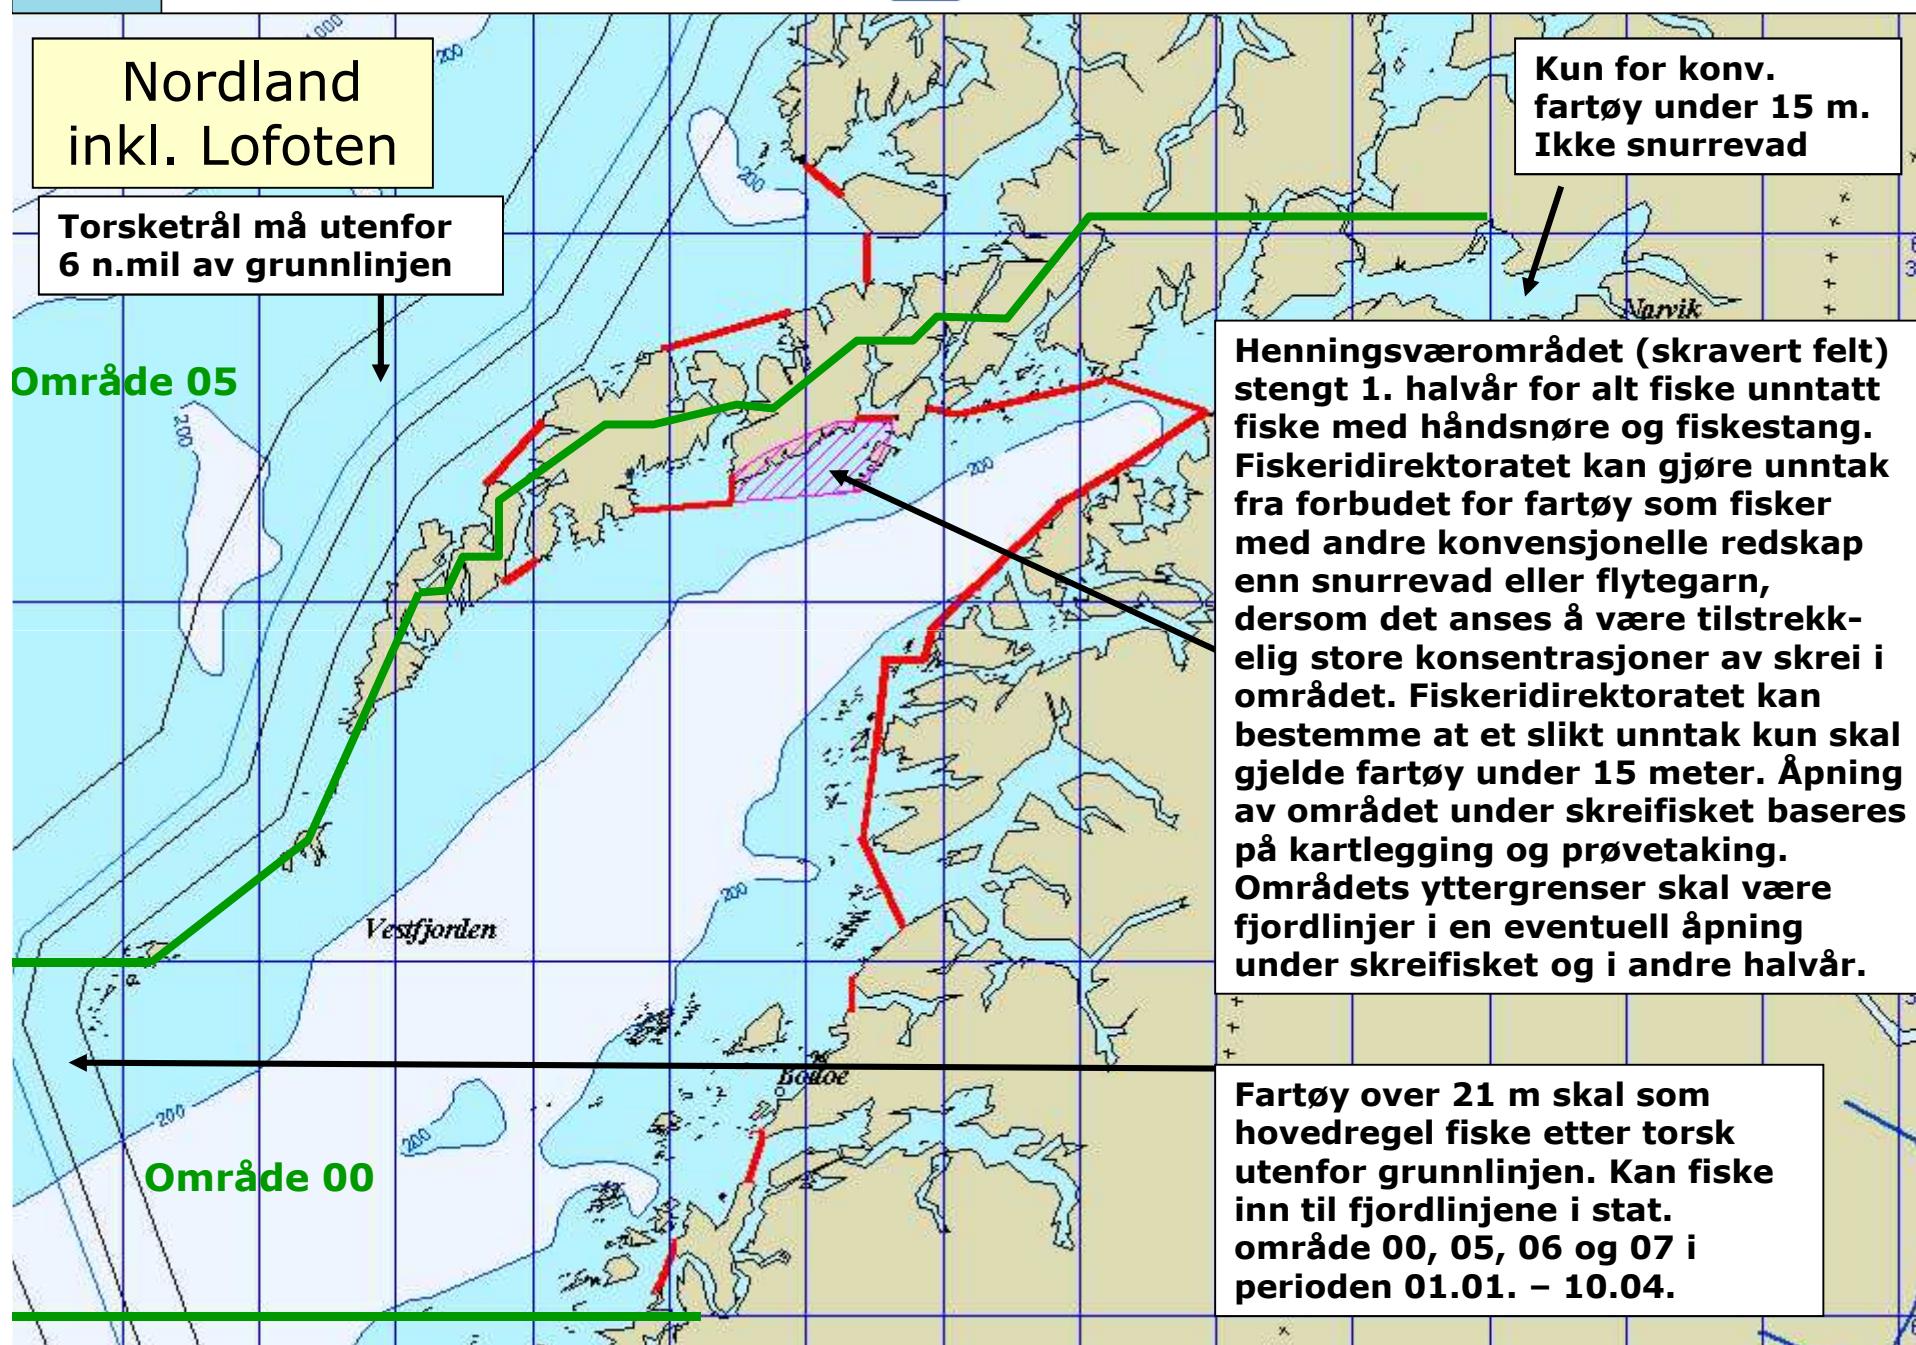 Nordland
inkl. Lofoten
Torsketrål må utenfor
6 n.mil av grunnlinjen
Kun for konv.
fartøy under 15 m.
Ikke snurrevad
Narvik
Område 05
Henningsværområdet (skravert felt)
stengt 1. halvår for alt fiske unntatt
fiske med håndsnøre og fiskestang.
Fiskeridirektoratet kan gjøre unntak
fra forbudet for fartøy som fisker
med andre konvensjonelle redskap
enn snurrevad eller flytegarn,
dersom det anses å være tilstrekk-
elig store konsentrasjoner av skrei i
området. Fiskeridirektoratet kan
bestemme at et slikt unntak kun skal
gjelde fartøy under 15 meter. Åpning
av området under skreifisket baseres
på kartlegging og prøvetaking.
Områdets yttergrenser skal være
fjordlinjer i en eventuell åpning
under skreifisket og i andre halvår.
200
200
200
200
200
Vestfjorden
Bodoe
200
200
Område 00
Fartøy over 21 m skal som
hovedregel fiske etter torsk
utenfor grunnlinjen. Kan fiske
inn til fjordlinjene i stat.
område 00, 05, 06 og 07 i
perioden 01.01. – 10.04.